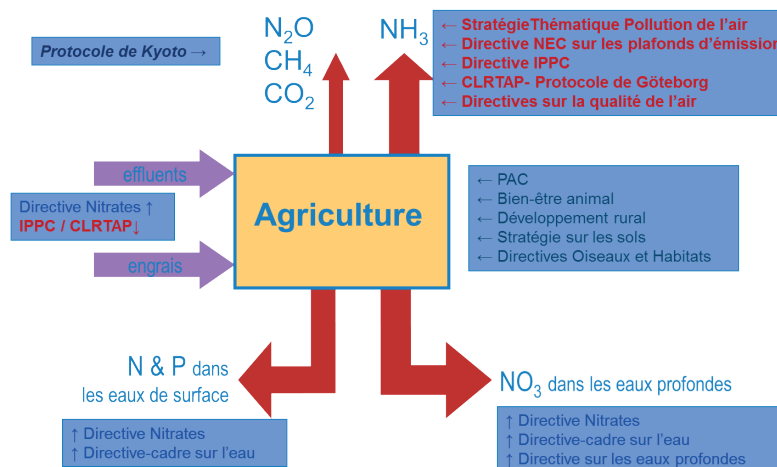 Protocole de Kyoto →
N₂O
CH₄
CO₂
NH₃
← StratégieThématique Pollution de l'air
← Directive NEC sur les plafonds d'émission
← Directive IPPC
← CLRTAP- Protocole de Göteborg
← Directives sur la qualité de l'air
effluents
Directive Nitrates ↑
IPPC / CLRTAP↓
engrais
Agriculture
← PAC
← Bien-être animal
← Développement rural
← Stratégie sur les sols
← Directives Oiseaux et Habitats
N & P dans
les eaux de surface
↑ Directive Nitrates
↑ Directive-cadre sur l'eau
NO₃ dans les eaux profondes
↑ Directive Nitrates
↑ Directive-cadre sur l'eau
↑ Directive sur les eaux profondes